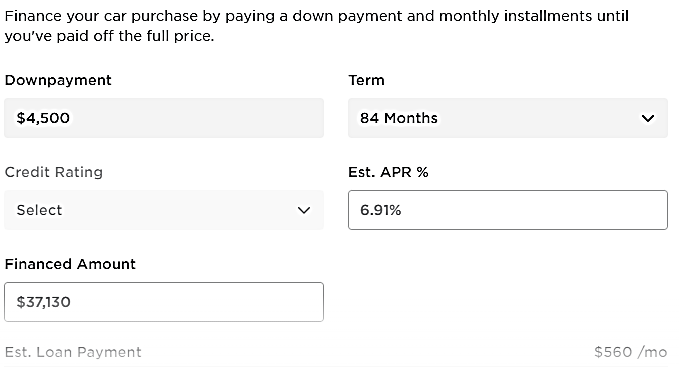 Finance your car purchase by paying a down payment and monthly installments until
you've paid off the full price.
Downpayment
Term
$4,500
84 Months
Credit Rating
Est. APR %
Select
6.91%
Financed Amount
$37,130
Est. Loan Payment
$560 /mo